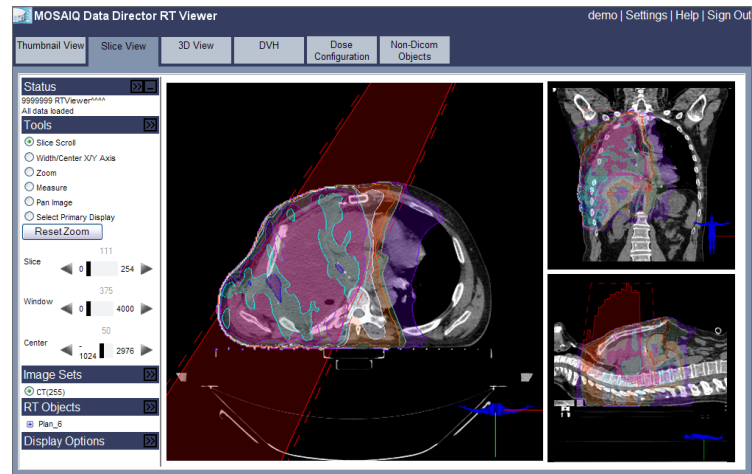 MOSAIQ Data Director RT Viewer
demo | Settings | Help | Sign Out
Thumbnail View
Slice View
3D View
DVH
Dose
Configuration
Non-Dicom
Objects
Status
9999999 RTViewer^^^^
All data loaded
Tools
Slice Scroll
Width/Center X/Y Axis
Zoom
Measure
Pan Image
Select Primary Display
Reset Zoom
111
Slice 0 254
375
Window 0 4000
50
Center -1024 2976
Image Sets
CT(255)
RT Objects
Plan_6
Display Options